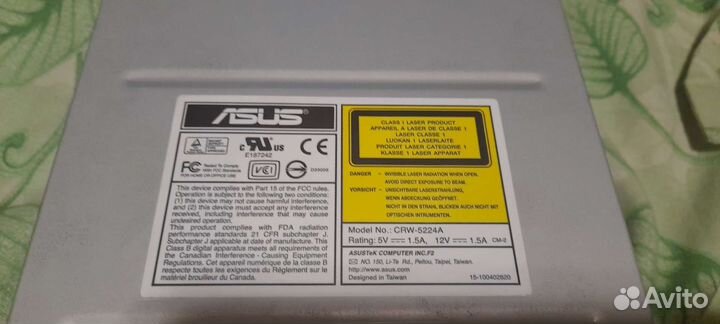 ASUS
c UL us
E187242
CE
FC Tested To Comply
With FCC Standards
FOR HOME OR OFFICE USE
VCI
D33005
This device complies with Part 15 of the FCC rules.
Operation is subject to the following two conditions:
(1) this device may not cause harmful interference,
and (2) this device must accept any interference
received, including interference that may cause
undesired operation.
This product complies with FDA radiation
performance standards 21 CFR subchapter J.
Subchapter J applicable at date of manufacture. This
Class B digital apparatus meets all requirements of
the Canadian Interference - Causing Equipment
Regulations. Cet appareil numérique de la classe B
respecte toutes les exigences du Réglement sur le
matériel brouilleur du Canada.
CLASS 1 LASER PRODUCT
APPAREIL A LASER DE CLASSE 1
LASER CLASSE 1
LUOKAN 1 LASERLAITE
PRODUIT LASER CATEGORIE 1
KLASSE 1 LASER APPARAT
DANGER - INVISIBLE LASER RADIATION WHEN OPEN,
AVOID DIRECT EXPOSURE TO BEAM.
VORSICHT - UNSICHTBARE LASERSTRAHLUNG,
WENN ABDECKUNG GEÖFFNET.
NICHT IN DEN STRAHL BLICKEN AUCH NICHT
MIT OPTISCHEN INSTRUMENTEN.
Model No.: CRW-5224A
Rating: 5V 1.5A, 12V 1.5A CM-2
ASUSTeK COMPUTER INC.F2
NO. 150, Li-Te Rd., Peitou, Taipei, Taiwan.
http://www.asus.com
Designed in Taiwan 15-100402820
Avito